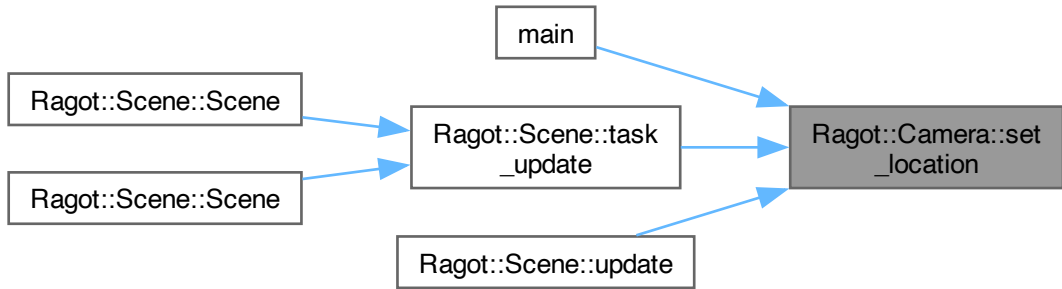 main
Ragot::Scene::Scene
Ragot::Scene::task
_update
Ragot::Camera::set
_location
Ragot::Scene::Scene
Ragot::Scene::update